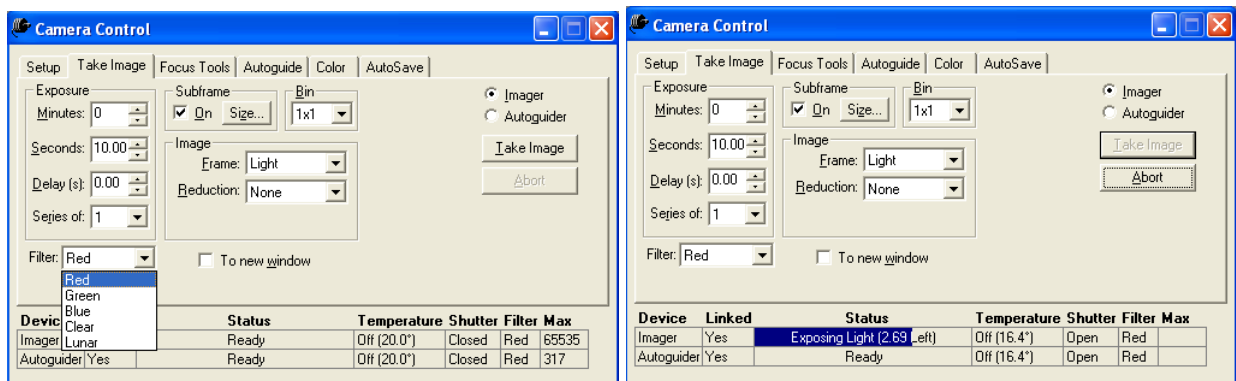 Camera Control
Setup Take Image Focus Tools Autoguide Color AutoSave
Exposure
Minutes: 0
Seconds: 10.00
Delay (s): 0.00
Series of: 1
Subframe
On Size...
Bin
1x1
Image
Frame: Light
Reduction: None
Imager
Autoguider
Take Image
Abort
Filter: Red
To new window
Red
Green
Blue
Clear
Lunar
Device Status Temperature Shutter Filter Max
Imager Ready Off (20.0°) Closed Red 65535
Autoguider Yes Ready Off (20.0°) Closed Red 317
Camera Control
Setup Take Image Focus Tools Autoguide Color AutoSave
Exposure
Minutes: 0
Seconds: 10.00
Delay (s): 0.00
Series of: 1
Subframe
On Size...
Bin
1x1
Image
Frame: Light
Reduction: None
Imager
Autoguider
Take Image
Abort
Filter: Red
To new window
Device Linked Status Temperature Shutter Filter Max
Imager Yes Exposing Light (2.69 Left) Off (16.4°) Open Red
Autoguider Yes Ready Off (16.4°) Open Red